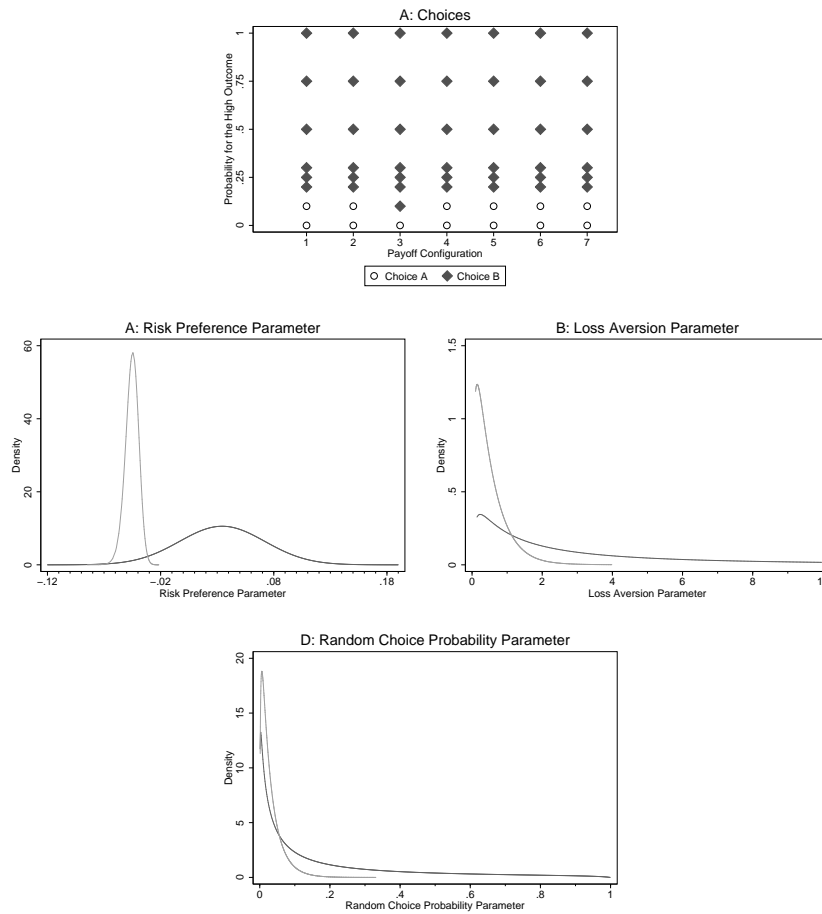 A: Choices
Probability for the High Outcome
0 .25 .5 .75 1
1 2 3 4 5 6 7
Payoff Configuration
Choice A Choice B
A: Risk Preference Parameter
Density
0 20 40 60
−.12 −.02 .08 .18
Risk Preference Parameter
B: Loss Aversion Parameter
Density
0 .5 1 1.5
0 2 4 6 8 10
Loss Aversion Parameter
D: Random Choice Probability Parameter
Density
0 5 10 15 20
0 .2 .4 .6 .8 1
Random Choice Probability Parameter